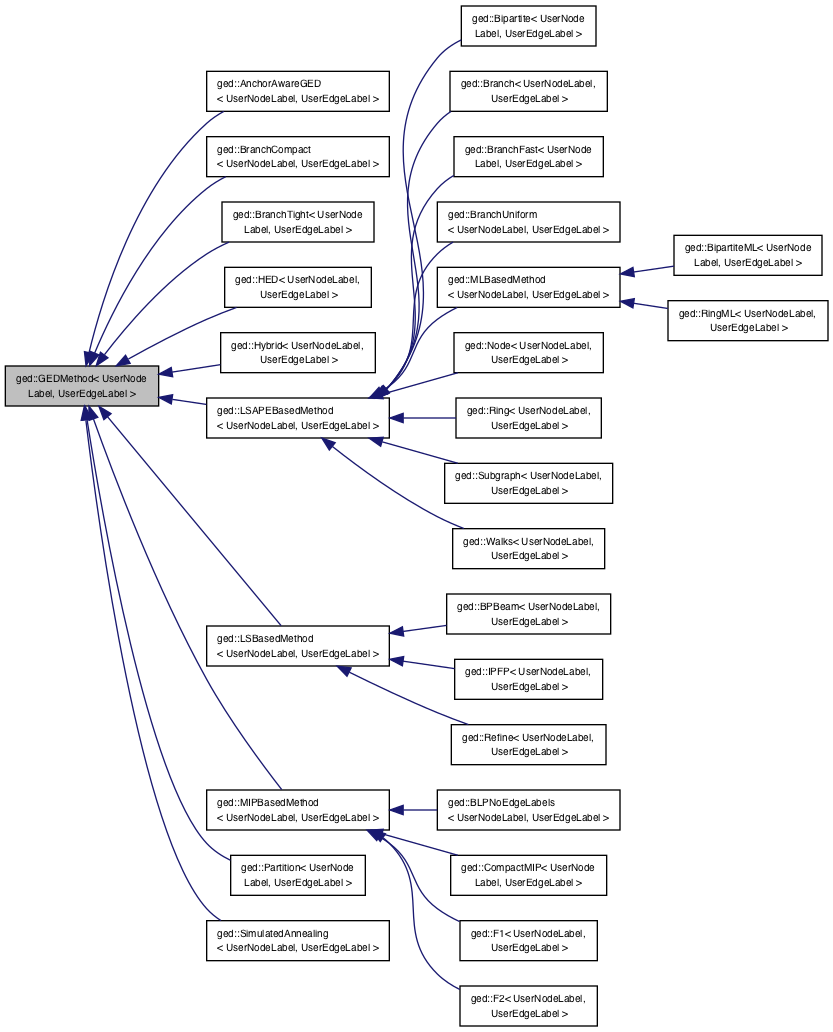 ged::GEDMethod< UserNode
Label, UserEdgeLabel >
ged::AnchorAwareGED
< UserNodeLabel, UserEdgeLabel >
ged::BranchCompact
< UserNodeLabel, UserEdgeLabel >
ged::BranchTight< UserNode
Label, UserEdgeLabel >
ged::HED< UserNodeLabel,
UserEdgeLabel >
ged::Hybrid< UserNodeLabel,
UserEdgeLabel >
ged::LSAPEBasedMethod
< UserNodeLabel, UserEdgeLabel >
ged::LSBasedMethod
< UserNodeLabel, UserEdgeLabel >
ged::MIPBasedMethod
< UserNodeLabel, UserEdgeLabel >
ged::Partition< UserNode
Label, UserEdgeLabel >
ged::SimulatedAnnealing
< UserNodeLabel, UserEdgeLabel >
ged::Bipartite< UserNode
Label, UserEdgeLabel >
ged::Branch< UserNodeLabel,
UserEdgeLabel >
ged::BranchFast< UserNode
Label, UserEdgeLabel >
ged::BranchUniform
< UserNodeLabel, UserEdgeLabel >
ged::MLBasedMethod
< UserNodeLabel, UserEdgeLabel >
ged::Node< UserNodeLabel,
UserEdgeLabel >
ged::Ring< UserNodeLabel,
UserEdgeLabel >
ged::Subgraph< UserNodeLabel,
UserEdgeLabel >
ged::Walks< UserNodeLabel,
UserEdgeLabel >
ged::BPBeam< UserNodeLabel,
UserEdgeLabel >
ged::IPFP< UserNodeLabel,
UserEdgeLabel >
ged::Refine< UserNodeLabel,
UserEdgeLabel >
ged::BLPNoEdgeLabels
< UserNodeLabel, UserEdgeLabel >
ged::CompactMIP< UserNode
Label, UserEdgeLabel >
ged::F1< UserNodeLabel,
UserEdgeLabel >
ged::F2< UserNodeLabel,
UserEdgeLabel >
ged::BipartiteML< UserNode
Label, UserEdgeLabel >
ged::RingML< UserNodeLabel,
UserEdgeLabel >